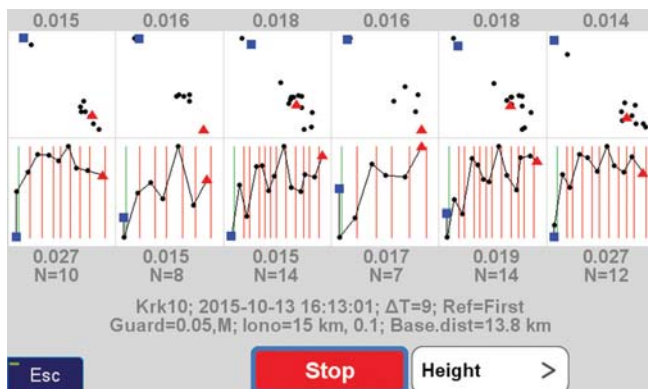 0.015 0.016 0.018 0.016 0.018 0.014
0.027 0.015 0.015 0.017 0.019 0.027
N=10 N=8 N=14 N=7 N=14 N=12
Krk10; 2015-10-13 16:13:01; ΔT=9; Ref=First
Guard=0.05,M; Iono=15 km, 0.1; Base.dist=13.8 km
Esc Stop Height >